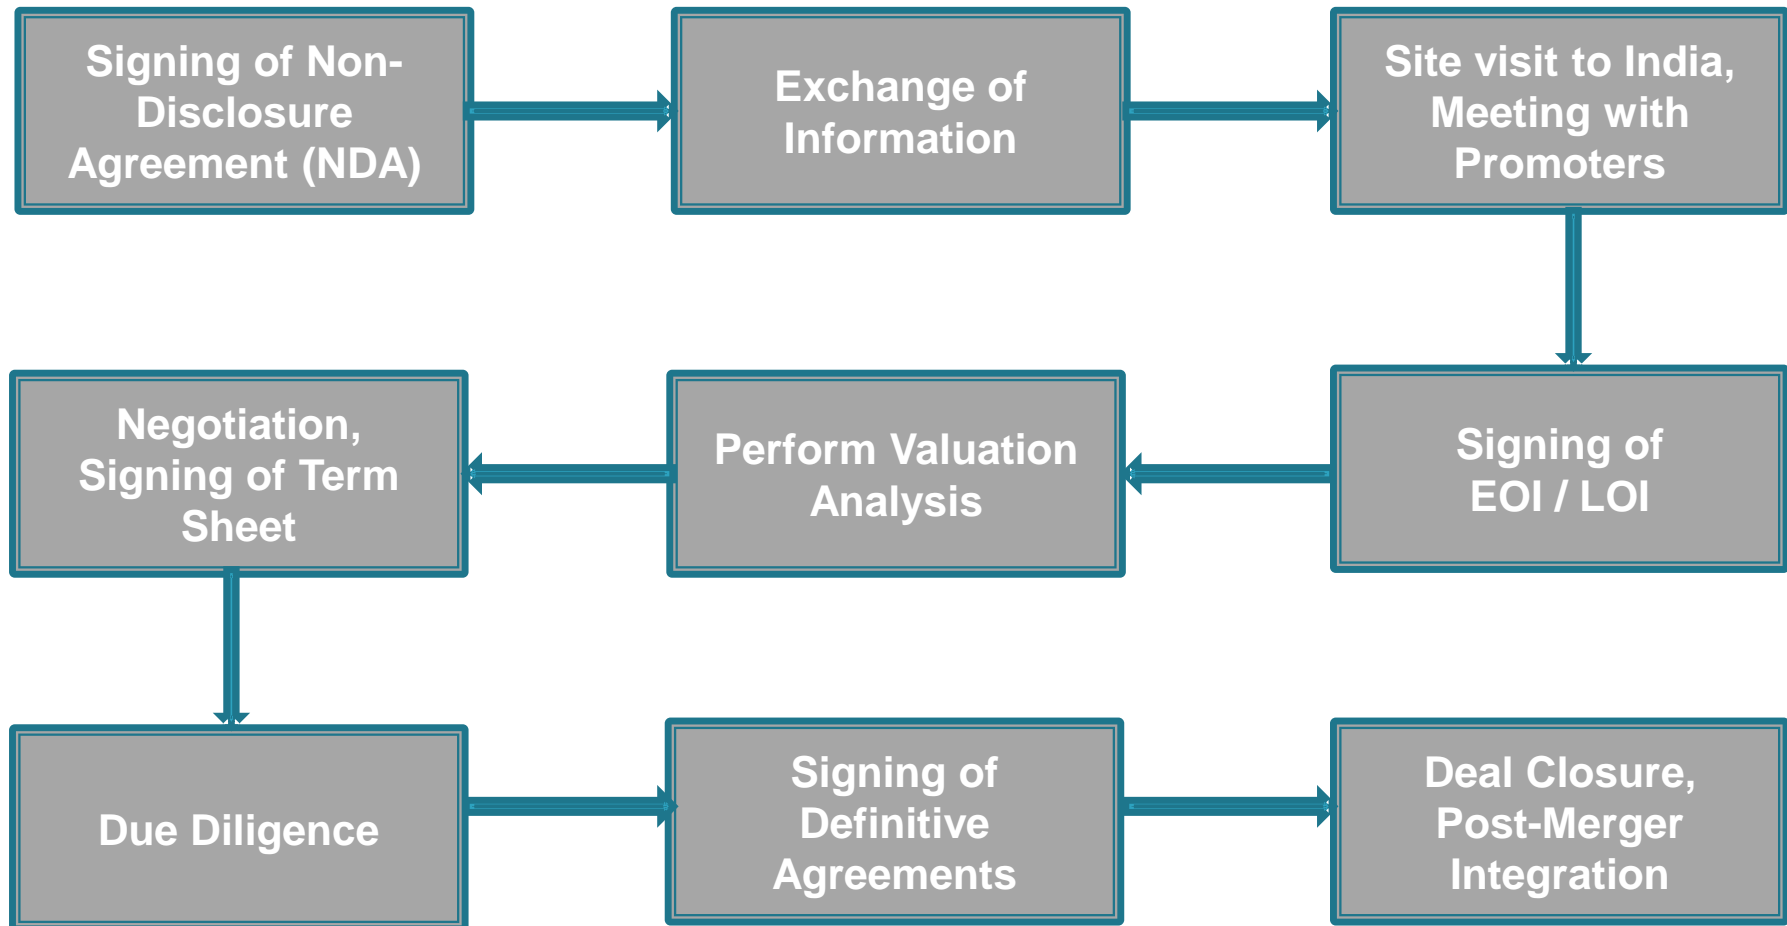 Signing of Non-
Disclosure
Agreement (NDA)
Exchange of
Information
Site visit to India,
Meeting with
Promoters
Signing of
EOI / LOI
Perform Valuation
Analysis
Negotiation,
Signing of Term
Sheet
Due Diligence
Signing of
Definitive
Agreements
Deal Closure,
Post-Merger
Integration